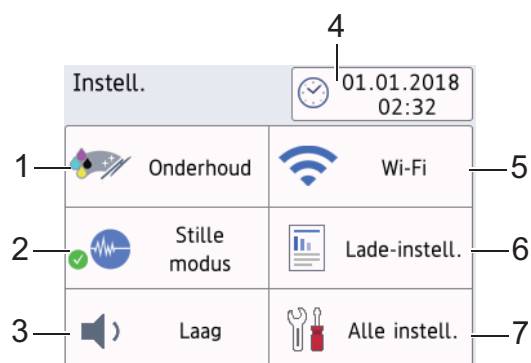 4
Instell.
01.01.2018
02:32
1
Onderhoud
Wi-Fi
5
2
Stille
modus
Lade-instell.
6
3
Laag
Alle instell.
7